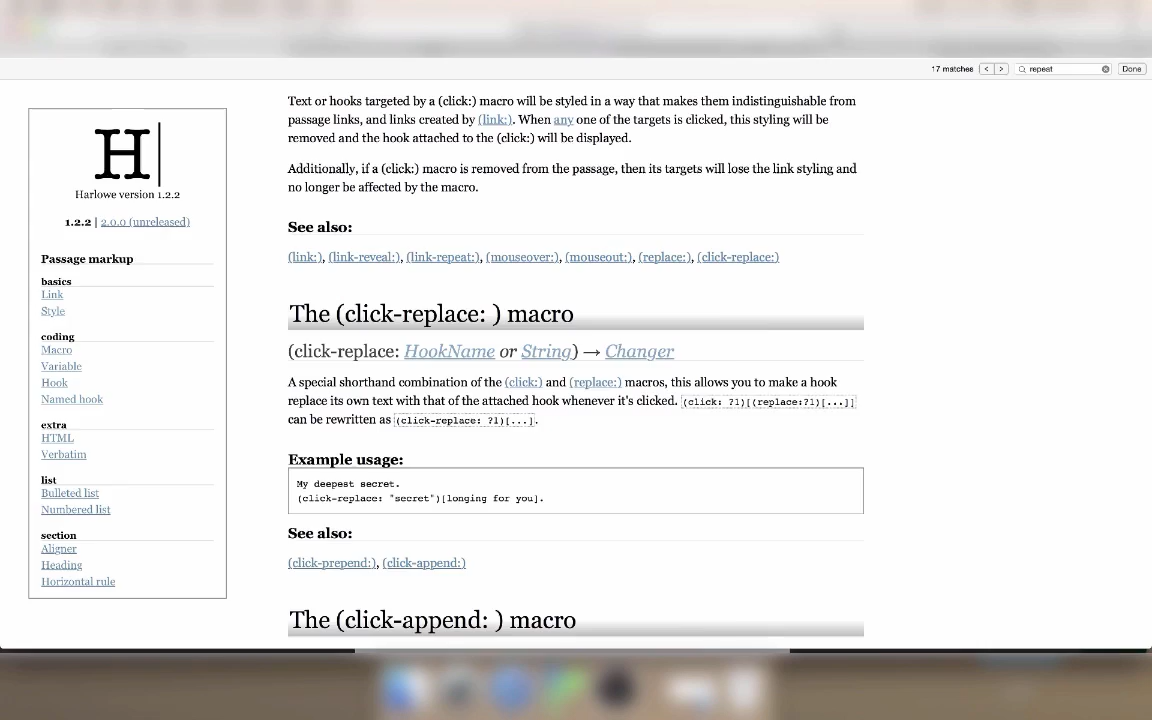 17 matches
repeat
Done
H
Harlowe version 1.2.2
1.2.2 | 2.0.0 (unreleased)
Passage markup
basics
Link
Style
coding
Macro
Variable
Hook
Named hook
extra
HTML
Verbatim
list
Bulleted list
Numbered list
section
Aligner
Heading
Horizontal rule
Text or hooks targeted by a (click:) macro will be styled in a way that makes them indistinguishable from
passage links, and links created by (link:). When any one of the targets is clicked, this styling will be
removed and the hook attached to the (click:) will be displayed.
Additionally, if a (click:) macro is removed from the passage, then its targets will lose the link styling and
no longer be affected by the macro.
See also:
(link:), (link-reveal:), (link-repeat:), (mouseover:), (mouseout:), (replace:), (click-replace:)
The (click-replace: ) macro
(click-replace: HookName or String) → Changer
A special shorthand combination of the (click:) and (replace:) macros, this allows you to make a hook
replace its own text with that of the attached hook whenever it's clicked. (click: ?1)[(replace:?1)[...]]
can be rewritten as (click-replace: ?1)[...].
Example usage:
My deepest secret.
(click-replace: "secret")[longing for you].
See also:
(click-prepend:), (click-append:)
The (click-append: ) macro